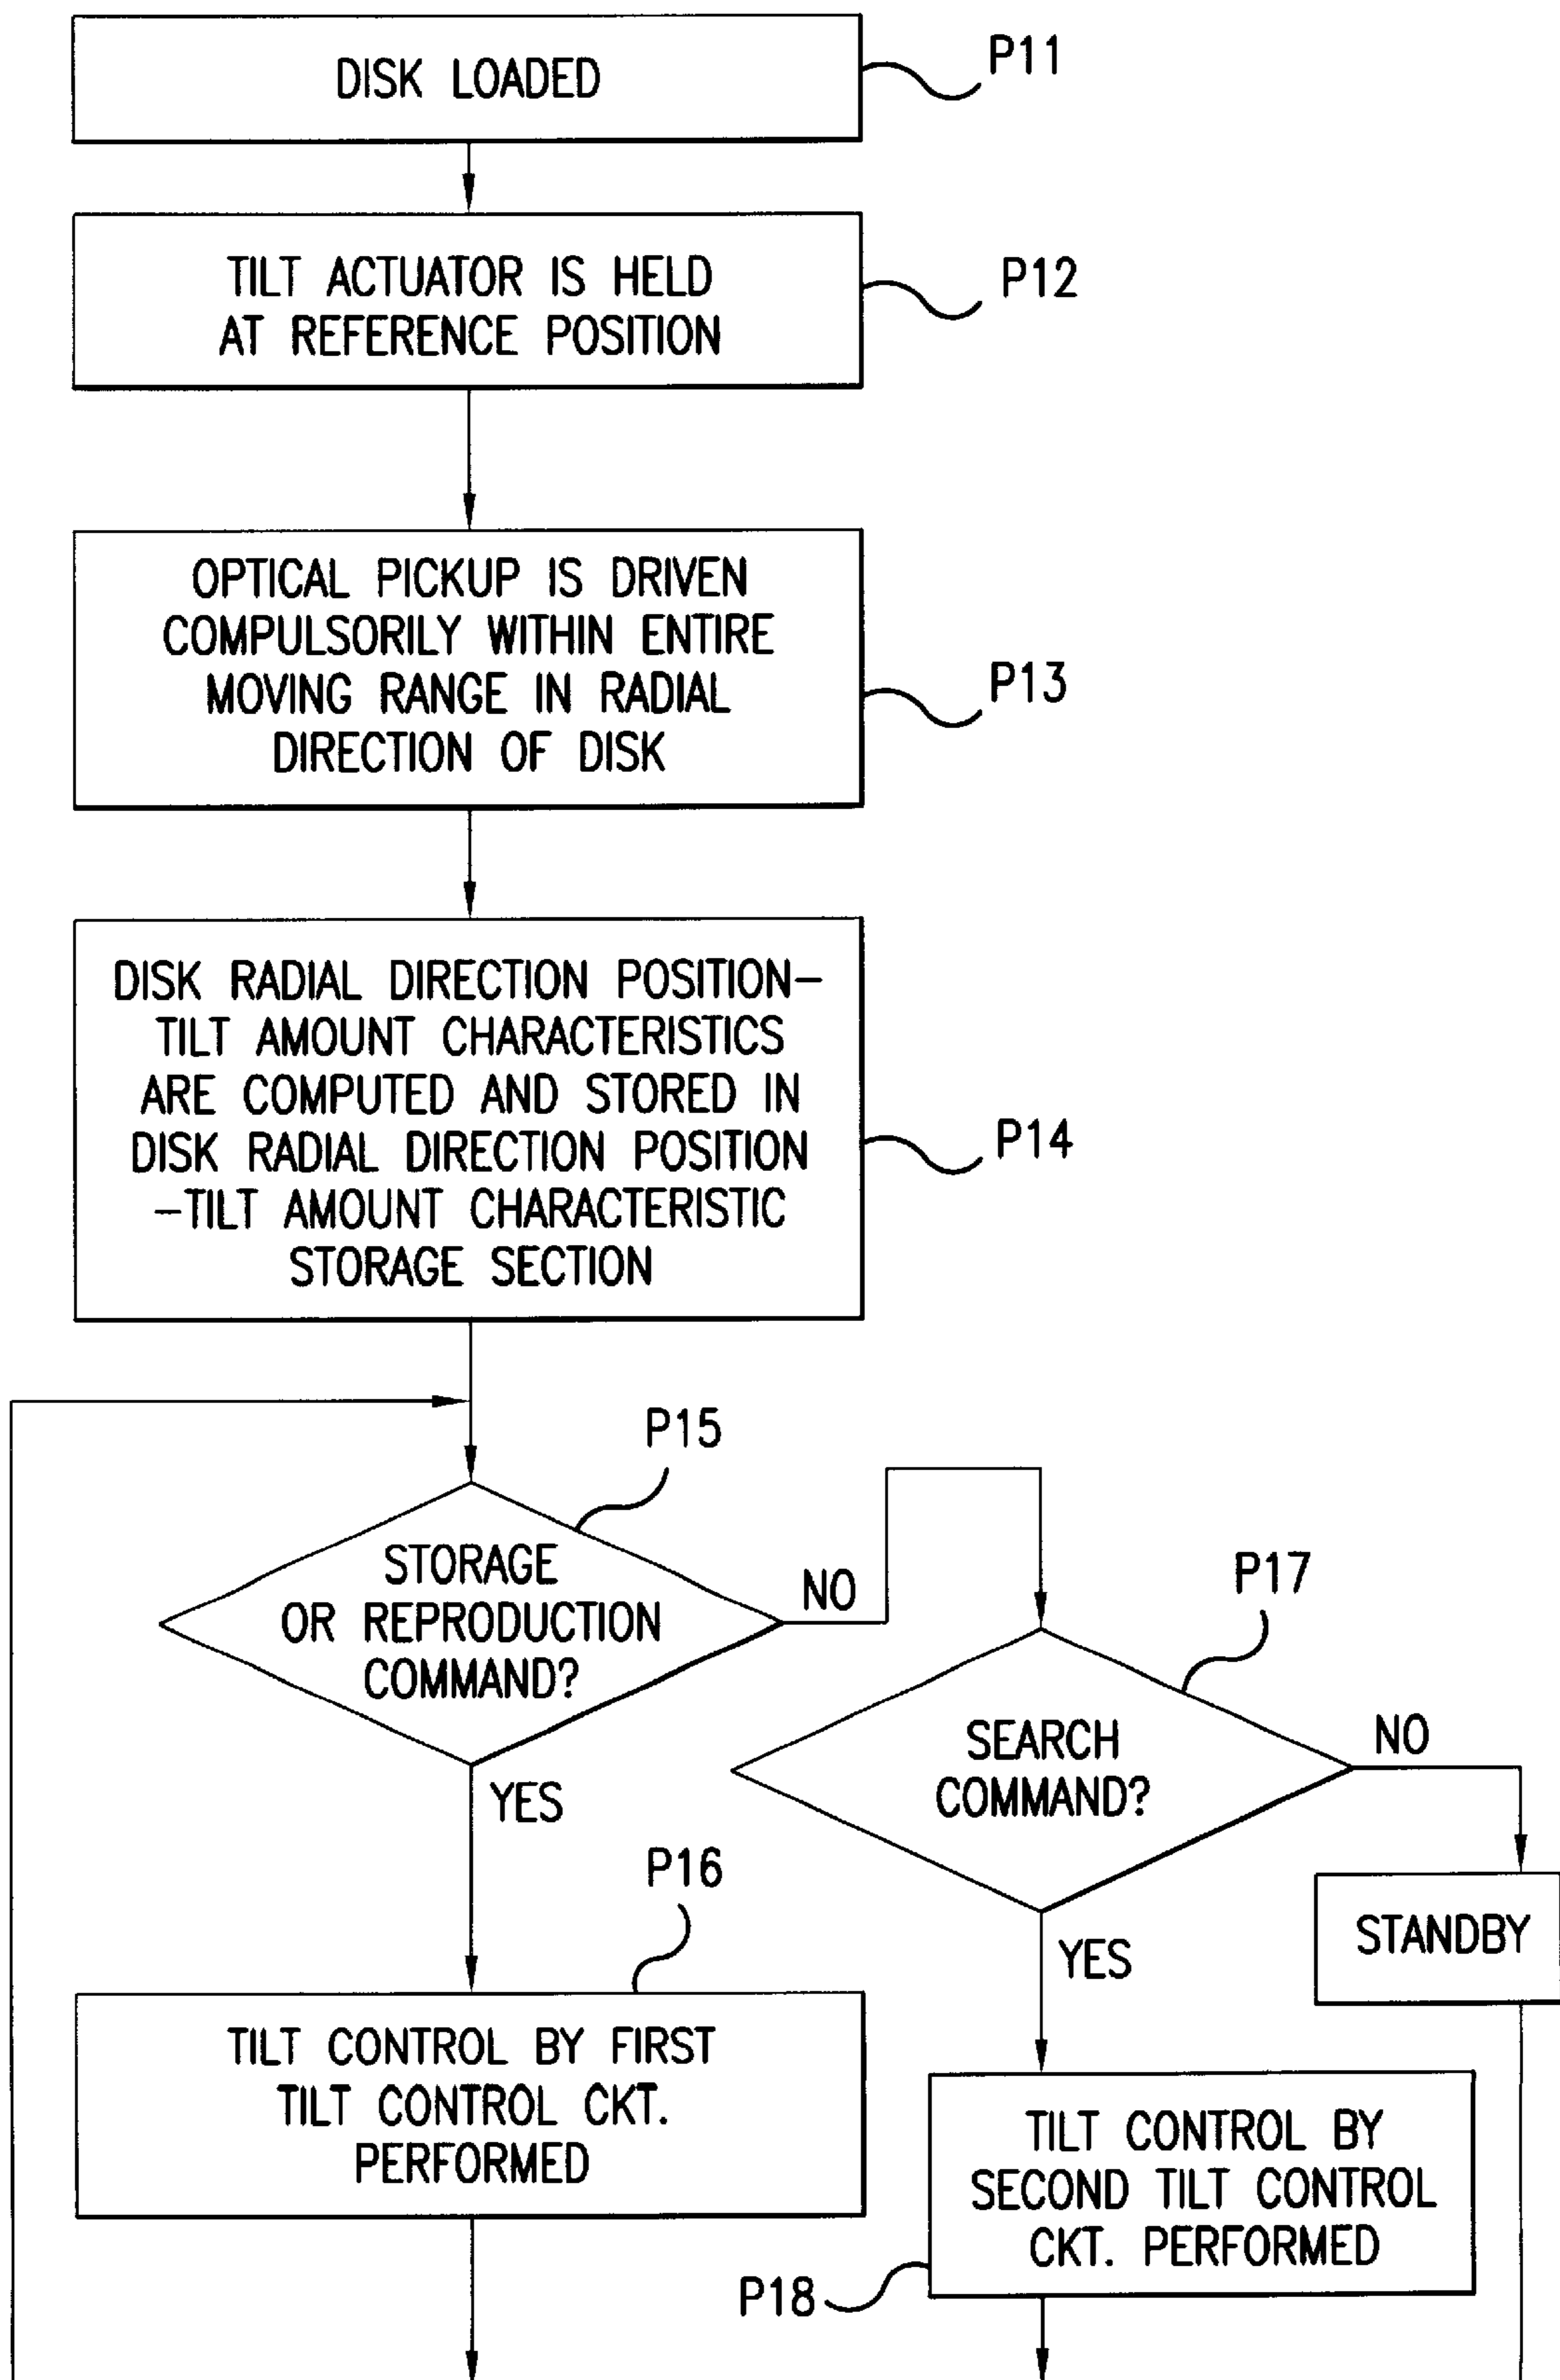 DISK LOADED
P11
TILT ACTUATOR IS HELD
AT REFERENCE POSITION
P12
OPTICAL PICKUP IS DRIVEN
COMPULSORILY WITHIN ENTIRE
MOVING RANGE IN RADIAL
DIRECTION OF DISK
P13
DISK RADIAL DIRECTION POSITION–
TILT AMOUNT CHARACTERISTICS
ARE COMPUTED AND STORED IN
DISK RADIAL DIRECTION POSITION
–TILT AMOUNT CHARACTERISTIC
STORAGE SECTION
P14
P15
STORAGE
OR REPRODUCTION
COMMAND?
NO
YES
P17
SEARCH
COMMAND?
NO
YES
STANDBY
P16
TILT CONTROL BY FIRST
TILT CONTROL CKT.
PERFORMED
TILT CONTROL BY
SECOND TILT CONTROL
CKT. PERFORMED
P18